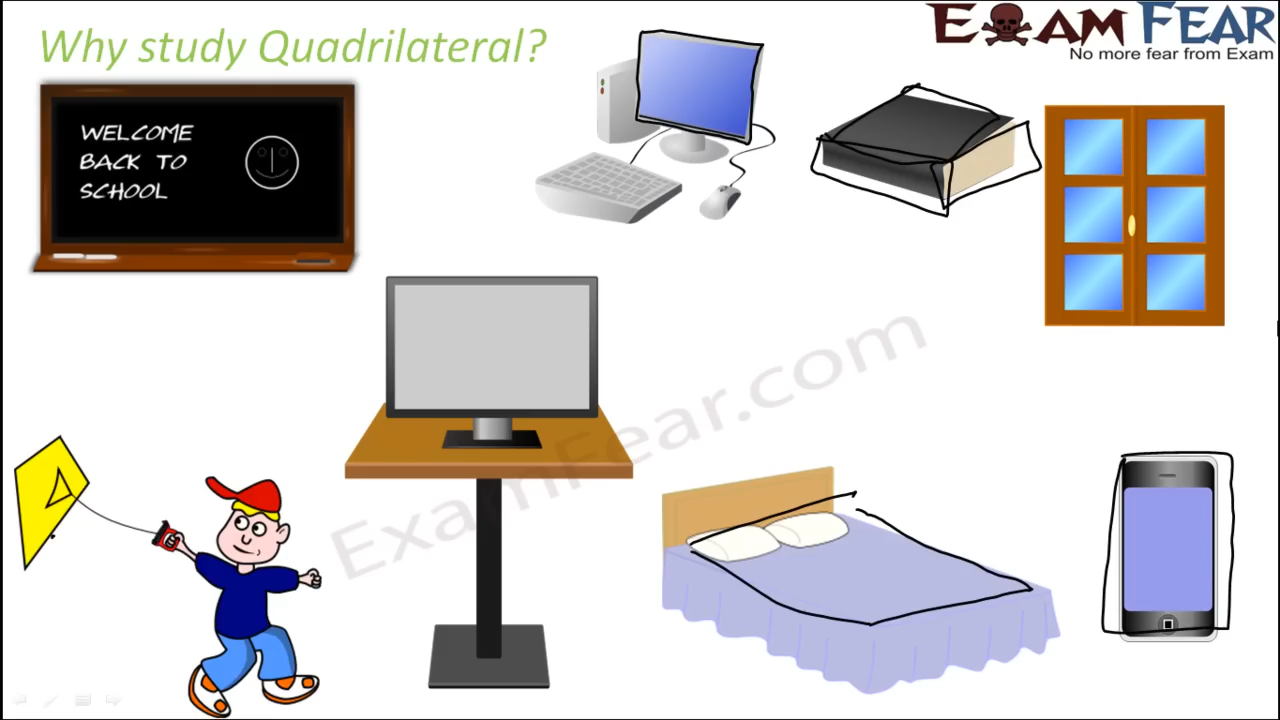 Why study Quadrilateral?
EXAM FEAR
No more fear from Exam
WELCOME
BACK TO
SCHOOL
ExamFear.com